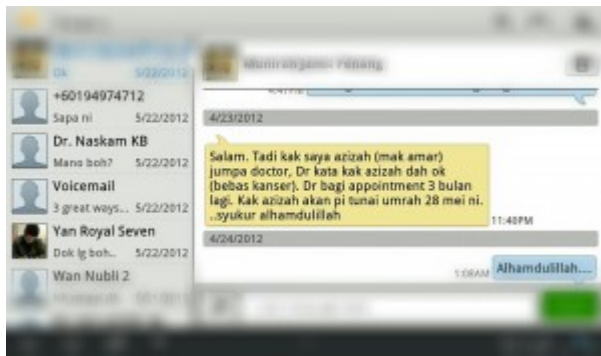 Ok
5/22/2012
+60194974712
Sapa ni 5/22/2012
Dr. Naskam KB
Mano boh? 5/22/2012
Voicemail
3 great ways... 5/22/2012
Yan Royal Seven
Dok lg boh.. 5/22/2012
Wan Nubli 2
4/23/2012
Salam. Tadi kak saya azizah (mak amar)
jumpa doctor, Dr kata kak azizah dah ok
(bebas kanser). Dr bagi appointment 3 bulan
lagi. Kak azizah akan pi tunai umrah 28 mei ni.
..syukur alhamdulillah
11:40PM
4/24/2012
1:08AM
Alhamdulillah....